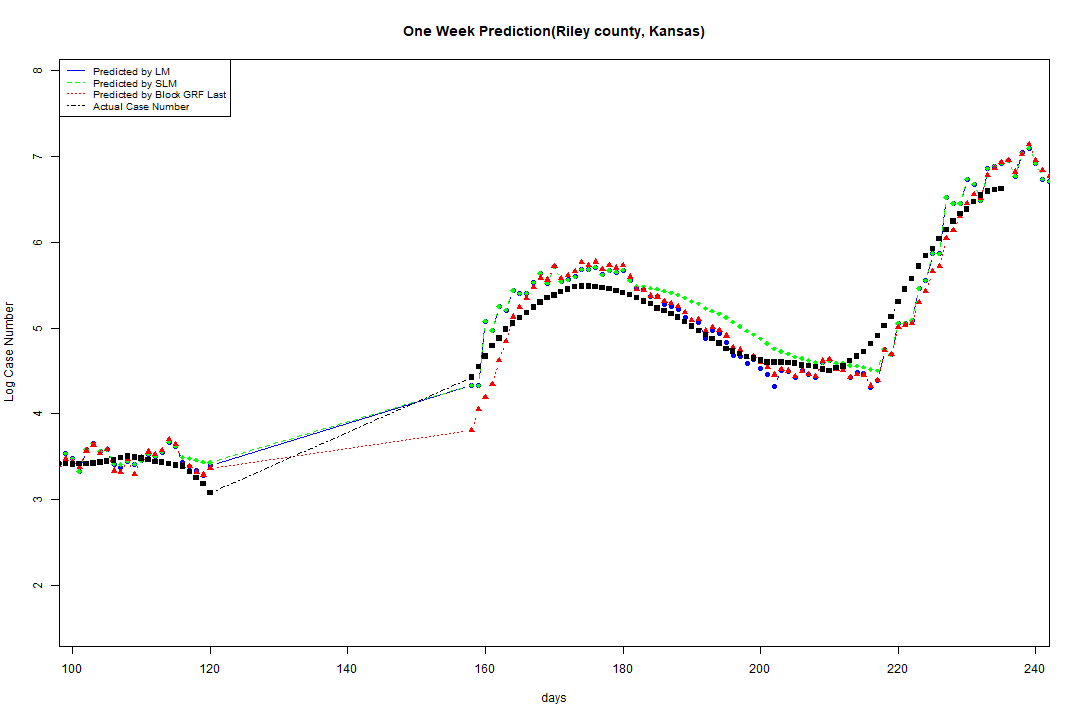 One Week Prediction(Riley county, Kansas)
Predicted by LM
Predicted by SLM
Predicted by Block GRF Last
Actual Case Number
8
7
6
5
4
3
2
Log Case Number
100 120 140 160 180 200 220 240
days